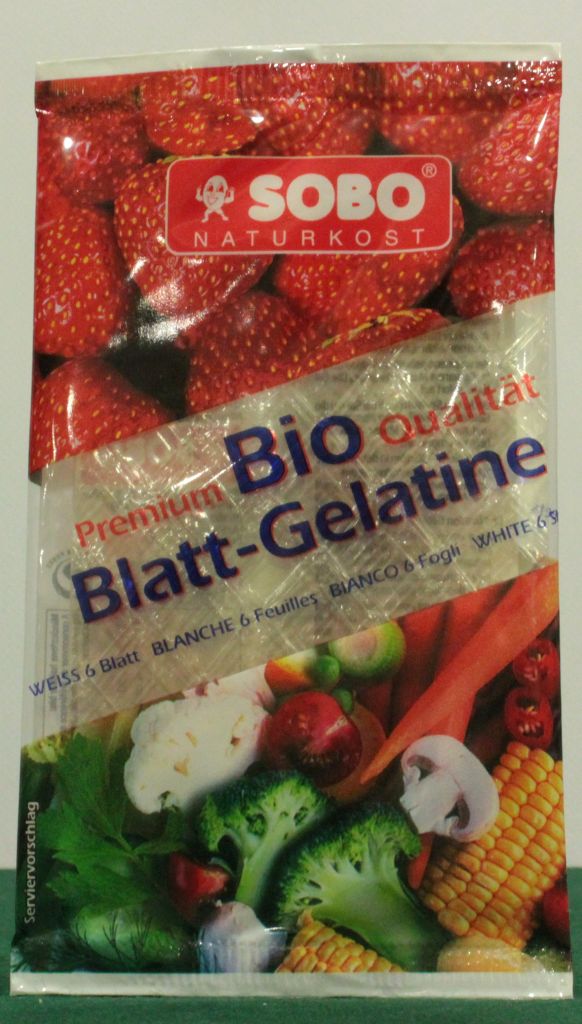 SOBO®
NATURKOST
Premium Bio Qualität
Blatt-Gelatine
WEISS 6 Blatt BLANCHE 6 Feuilles BIANCO 6 Fogli WHITE 6
Serviervorschlag